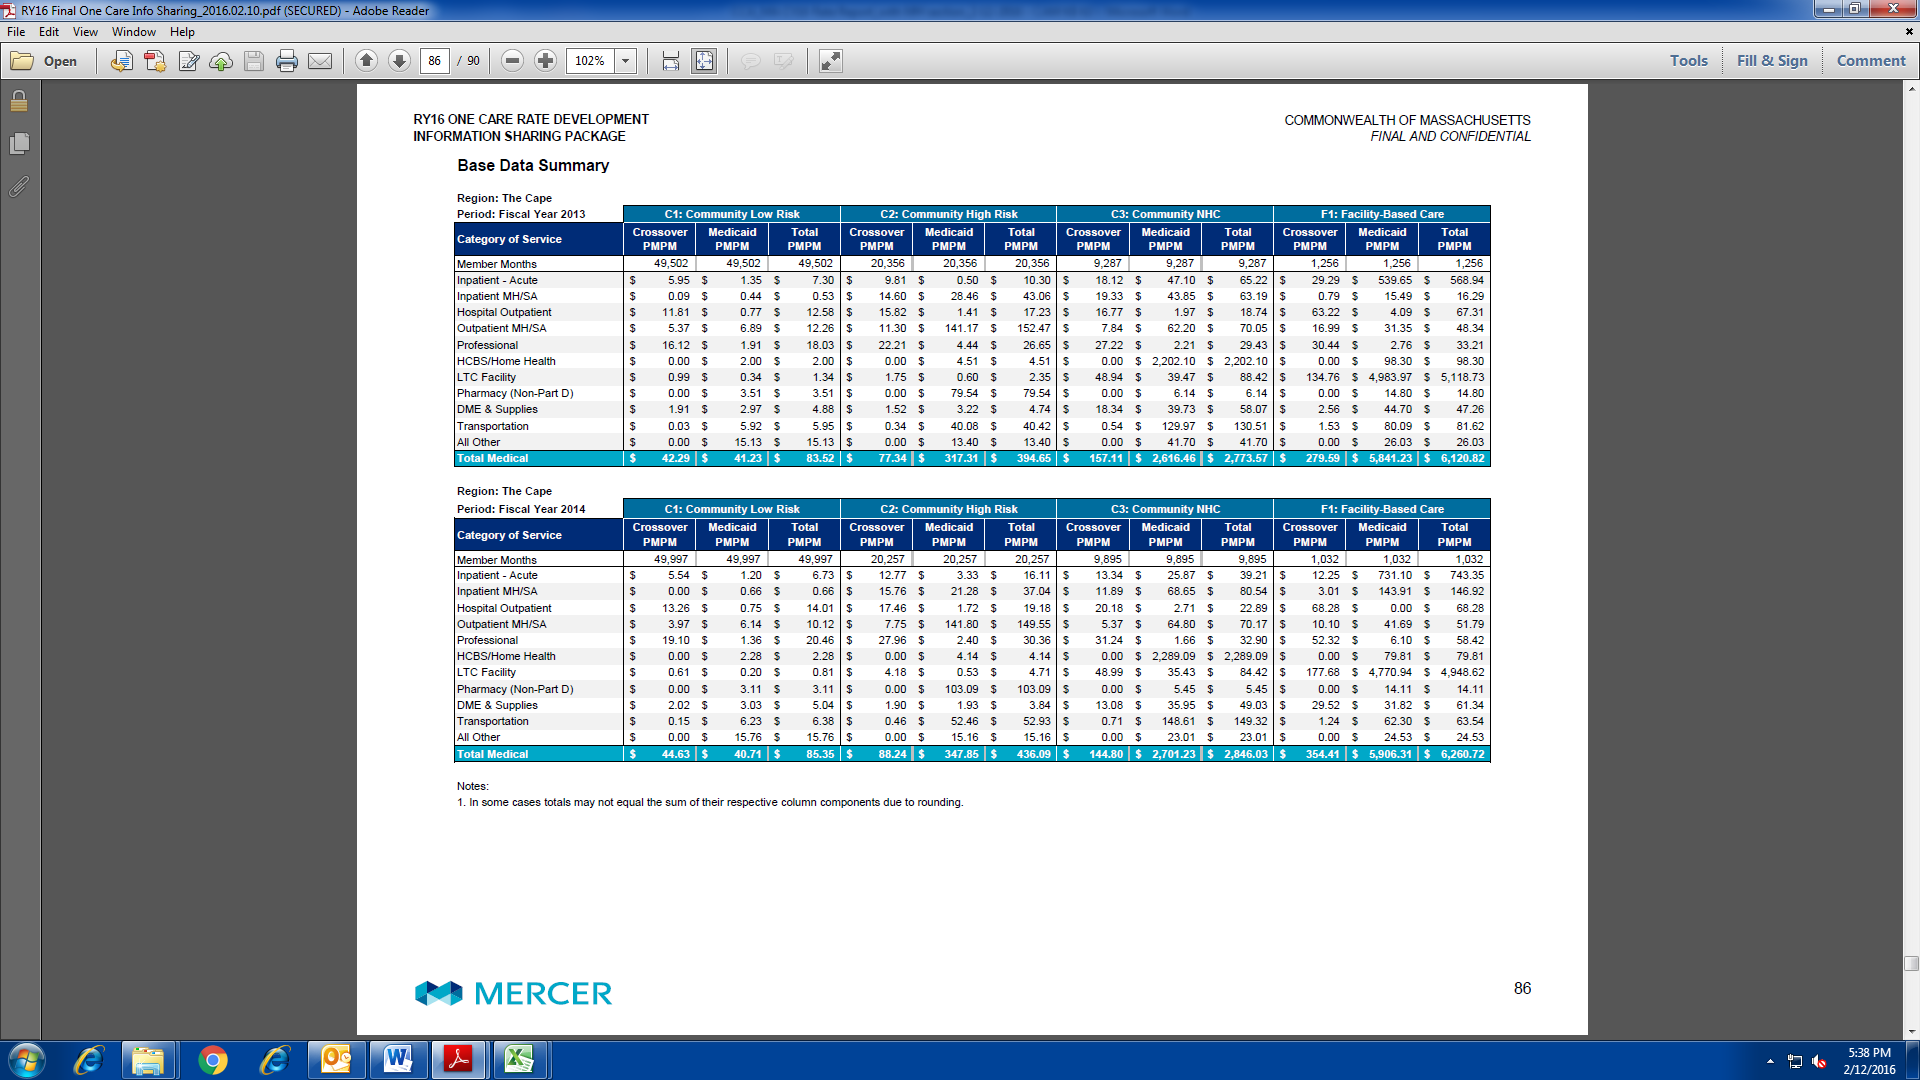 RY16 Final One Care Info Sharing_2016.02.10.pdf (SECURED) - Adobe Reader
File Edit View Window Help
Open 86 / 90 102% Tools Fill & Sign Comment
RY16 ONE CARE RATE DEVELOPMENT COMMONWEALTH OF MASSACHUSETTS
INFORMATION SHARING PACKAGE FINAL AND CONFIDENTIAL
Base Data Summary
Region: The Cape
Period: Fiscal Year 2013 C1: Community Low Risk C2: Community High Risk C3: Community NHC F1: Facility-Based Care
Category of Service Crossover PMPM Medicaid PMPM Total PMPM Crossover PMPM Medicaid PMPM Total PMPM Crossover PMPM Medicaid PMPM Total PMPM Crossover PMPM Medicaid PMPM Total PMPM
Member Months 49,502 49,502 49,502 20,356 20,356 20,356 9,287 9,287 9,287 1,256 1,256 1,256
Inpatient - Acute $ 5.95 $ 1.35 $ 7.30 $ 9.81 $ 0.50 $ 10.30 $ 18.12 $ 47.10 $ 65.22 $ 29.29 $ 539.65 $ 568.94
Inpatient MH/SA $ 0.09 $ 0.44 $ 0.53 $ 14.60 $ 28.46 $ 43.06 $ 19.33 $ 43.85 $ 63.19 $ 0.79 $ 15.49 $ 16.29
Hospital Outpatient $ 11.81 $ 0.77 $ 12.58 $ 15.82 $ 1.41 $ 17.23 $ 16.77 $ 1.97 $ 18.74 $ 63.22 $ 4.09 $ 67.31
Outpatient MH/SA $ 5.37 $ 6.89 $ 12.26 $ 11.30 $ 141.17 $ 152.47 $ 7.84 $ 62.20 $ 70.05 $ 16.99 $ 31.35 $ 48.34
Professional $ 16.12 $ 1.91 $ 18.03 $ 22.21 $ 4.44 $ 26.65 $ 27.22 $ 2.21 $ 29.43 $ 30.44 $ 2.76 $ 33.21
HCBS/Home Health $ 0.00 $ 2.00 $ 2.00 $ 0.00 $ 4.51 $ 4.51 $ 0.00 $ 2,202.10 $ 2,202.10 $ 0.00 $ 98.30 $ 98.30
LTC Facility $ 0.99 $ 0.34 $ 1.34 $ 1.75 $ 0.60 $ 2.35 $ 48.94 $ 39.47 $ 88.42 $ 134.76 $ 4,983.97 $ 5,118.73
Pharmacy (Non-Part D) $ 0.00 $ 3.51 $ 3.51 $ 0.00 $ 79.54 $ 79.54 $ 0.00 $ 6.14 $ 6.14 $ 0.00 $ 14.80 $ 14.80
DME & Supplies $ 1.91 $ 2.97 $ 4.88 $ 1.52 $ 3.22 $ 4.74 $ 18.34 $ 39.73 $ 58.07 $ 2.56 $ 44.70 $ 47.26
Transportation $ 0.03 $ 5.92 $ 5.95 $ 0.34 $ 40.08 $ 40.42 $ 0.54 $ 129.97 $ 130.51 $ 1.53 $ 80.09 $ 81.62
All Other $ 0.00 $ 15.13 $ 15.13 $ 0.00 $ 13.40 $ 13.40 $ 0.00 $ 41.70 $ 41.70 $ 0.00 $ 26.03 $ 26.03
Total Medical $ 42.29 $ 41.23 $ 83.52 $ 77.34 $ 317.31 $ 394.65 $ 157.11 $ 2,616.46 $ 2,773.57 $ 279.59 $ 5,841.23 $ 6,120.82
Region: The Cape
Period: Fiscal Year 2014 C1: Community Low Risk C2: Community High Risk C3: Community NHC F1: Facility-Based Care
Category of Service Crossover PMPM Medicaid PMPM Total PMPM Crossover PMPM Medicaid PMPM Total PMPM Crossover PMPM Medicaid PMPM Total PMPM Crossover PMPM Medicaid PMPM Total PMPM
Member Months 49,997 49,997 49,997 20,257 20,257 20,257 9,895 9,895 9,895 1,032 1,032 1,032
Inpatient - Acute $ 5.54 $ 1.20 $ 6.73 $ 12.77 $ 3.33 $ 16.11 $ 13.34 $ 25.87 $ 39.21 $ 12.25 $ 731.10 $ 743.35
Inpatient MH/SA $ 0.00 $ 0.66 $ 0.66 $ 15.76 $ 21.28 $ 37.04 $ 11.89 $ 68.65 $ 80.54 $ 3.01 $ 143.91 $ 146.92
Hospital Outpatient $ 13.26 $ 0.75 $ 14.01 $ 17.46 $ 1.72 $ 19.18 $ 20.18 $ 2.71 $ 22.89 $ 68.28 $ 0.00 $ 68.28
Outpatient MH/SA $ 3.97 $ 6.14 $ 10.12 $ 7.75 $ 141.80 $ 149.55 $ 5.37 $ 64.80 $ 70.17 $ 10.10 $ 41.69 $ 51.79
Professional $ 19.10 $ 1.36 $ 20.46 $ 27.96 $ 2.40 $ 30.36 $ 31.24 $ 1.66 $ 32.90 $ 52.32 $ 6.10 $ 58.42
HCBS/Home Health $ 0.00 $ 2.28 $ 2.28 $ 0.00 $ 4.14 $ 4.14 $ 0.00 $ 2,289.09 $ 2,289.09 $ 0.00 $ 79.81 $ 79.81
LTC Facility $ 0.61 $ 0.20 $ 0.81 $ 4.18 $ 0.53 $ 4.71 $ 48.99 $ 35.43 $ 84.42 $ 177.68 $ 4,770.94 $ 4,948.62
Pharmacy (Non-Part D) $ 0.00 $ 3.11 $ 3.11 $ 0.00 $ 103.09 $ 103.09 $ 0.00 $ 5.45 $ 5.45 $ 0.00 $ 14.11 $ 14.11
DME & Supplies $ 2.02 $ 3.03 $ 5.04 $ 1.90 $ 1.93 $ 3.84 $ 13.08 $ 35.95 $ 49.03 $ 29.52 $ 31.82 $ 61.34
Transportation $ 0.15 $ 6.23 $ 6.38 $ 0.46 $ 52.46 $ 52.93 $ 0.71 $ 148.61 $ 149.32 $ 1.24 $ 62.30 $ 63.54
All Other $ 0.00 $ 15.76 $ 15.76 $ 0.00 $ 15.16 $ 15.16 $ 0.00 $ 23.01 $ 23.01 $ 0.00 $ 24.53 $ 24.53
Total Medical $ 44.63 $ 40.71 $ 85.35 $ 88.24 $ 347.85 $ 436.09 $ 144.80 $ 2,701.23 $ 2,846.03 $ 354.41 $ 5,906.31 $ 6,260.72
Notes:
1. In some cases totals may not equal the sum of their respective column components due to rounding.
MERCER 86
5:38 PM
2/12/2016